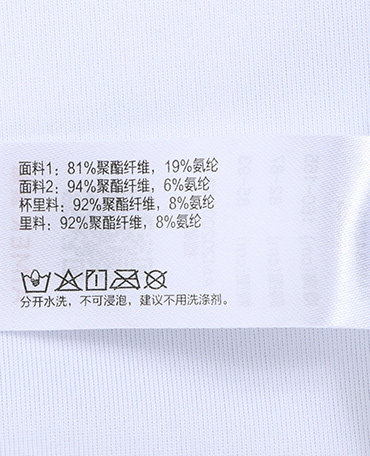 面料1：81%聚酯纤维，19%氨纶
面料2：94%聚酯纤维，6%氨纶
杯里料：92%聚酯纤维，8%氨纶
里料：92%聚酯纤维，8%氨纶
分开水洗，不可浸泡，建议不用洗涤剂。